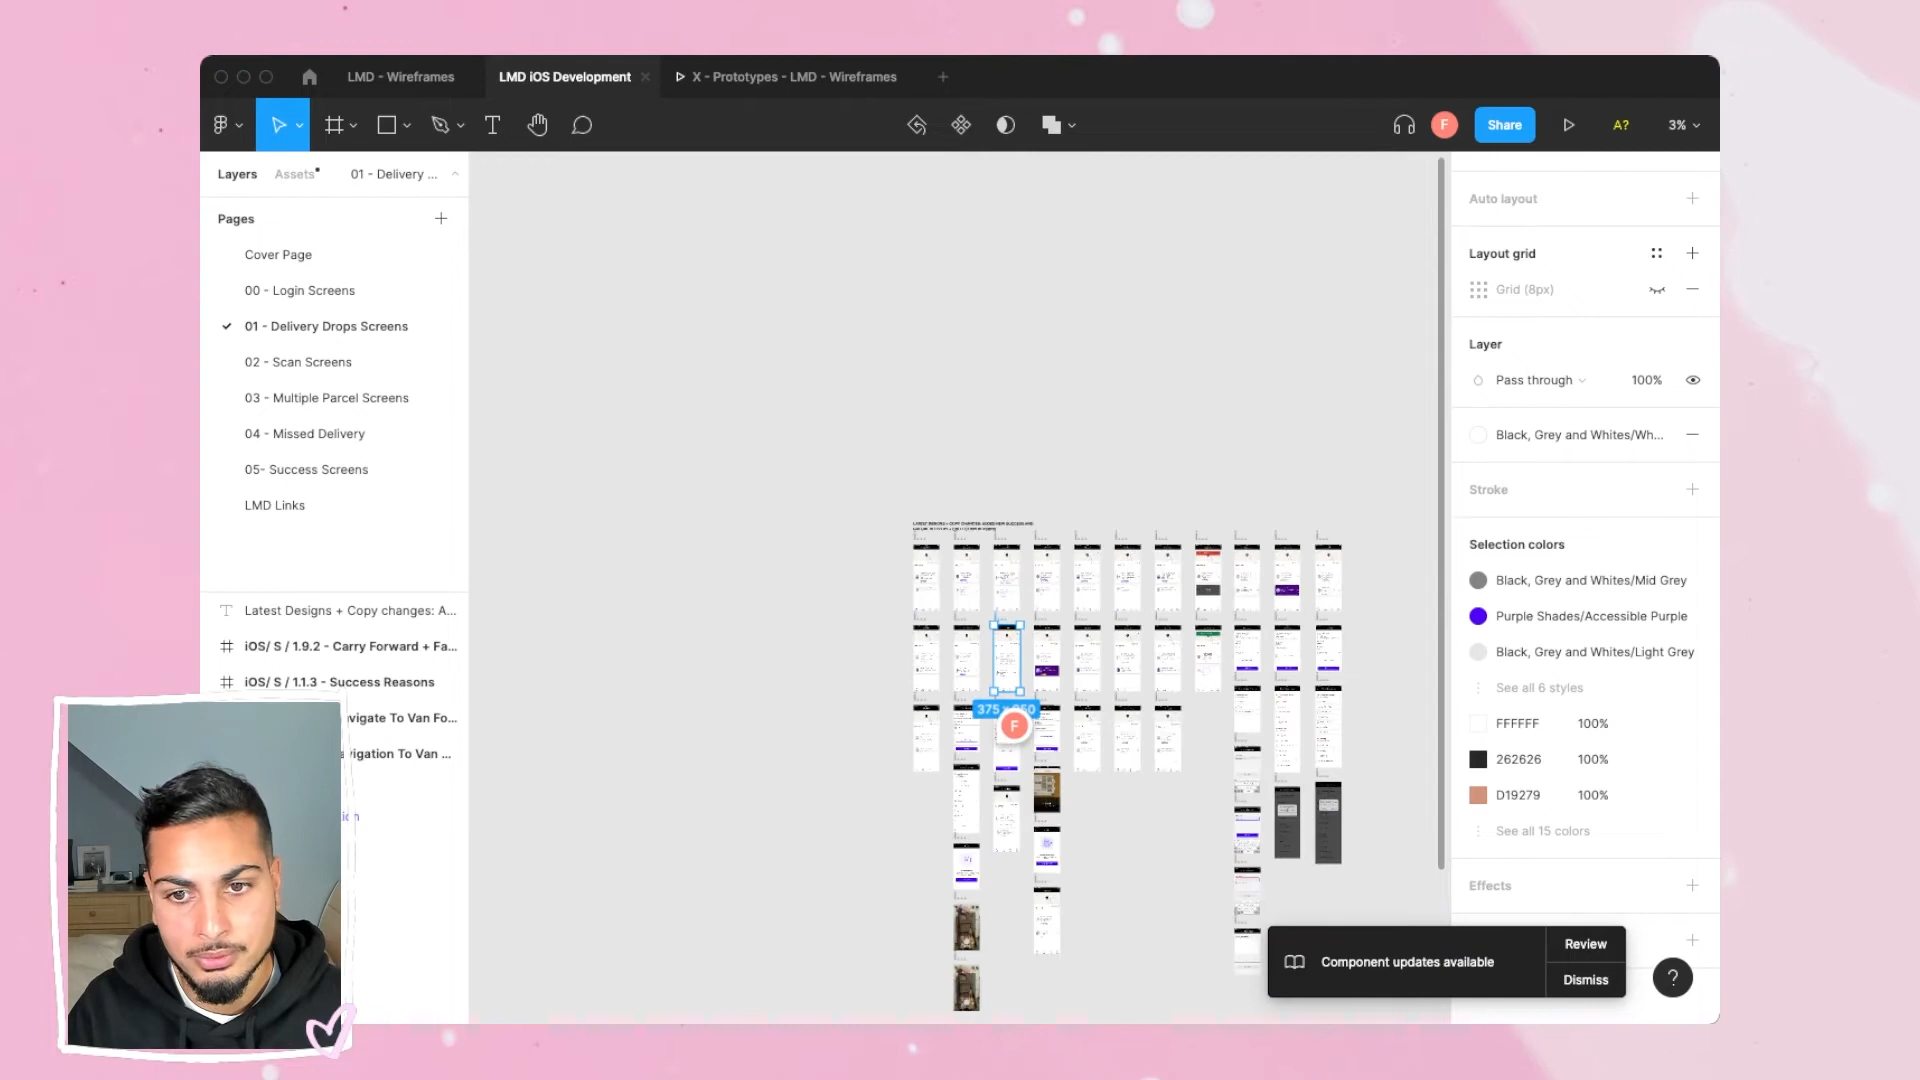 LMD - Wireframes
LMD iOS Development
X - Prototypes - LMD - Wireframes
F
Share
A?
3%
Layers
Assets
01 - Delivery ...
Pages
Cover Page
00 - Login Screens
01 - Delivery Drops Screens
02 - Scan Screens
03 - Multiple Parcel Screens
04 - Missed Delivery
05- Success Screens
LMD Links
Latest Designs + Copy changes: A...
iOS/ S / 1.9.2 - Carry Forward + Fa...
iOS/ S / 1.1.3 - Success Reasons
avigate To Van Fo...
vigation To Van ...
F
Auto layout
Layout grid
Grid (8px)
Layer
Pass through
100%
Black, Grey and Whites/Wh...
Stroke
Selection colors
Black, Grey and Whites/Mid Grey
Purple Shades/Accessible Purple
Black, Grey and Whites/Light Grey
See all 6 styles
FFFFFF 100%
262626 100%
D19279 100%
See all 15 colors
Effects
Component updates available
Review
Dismiss
?